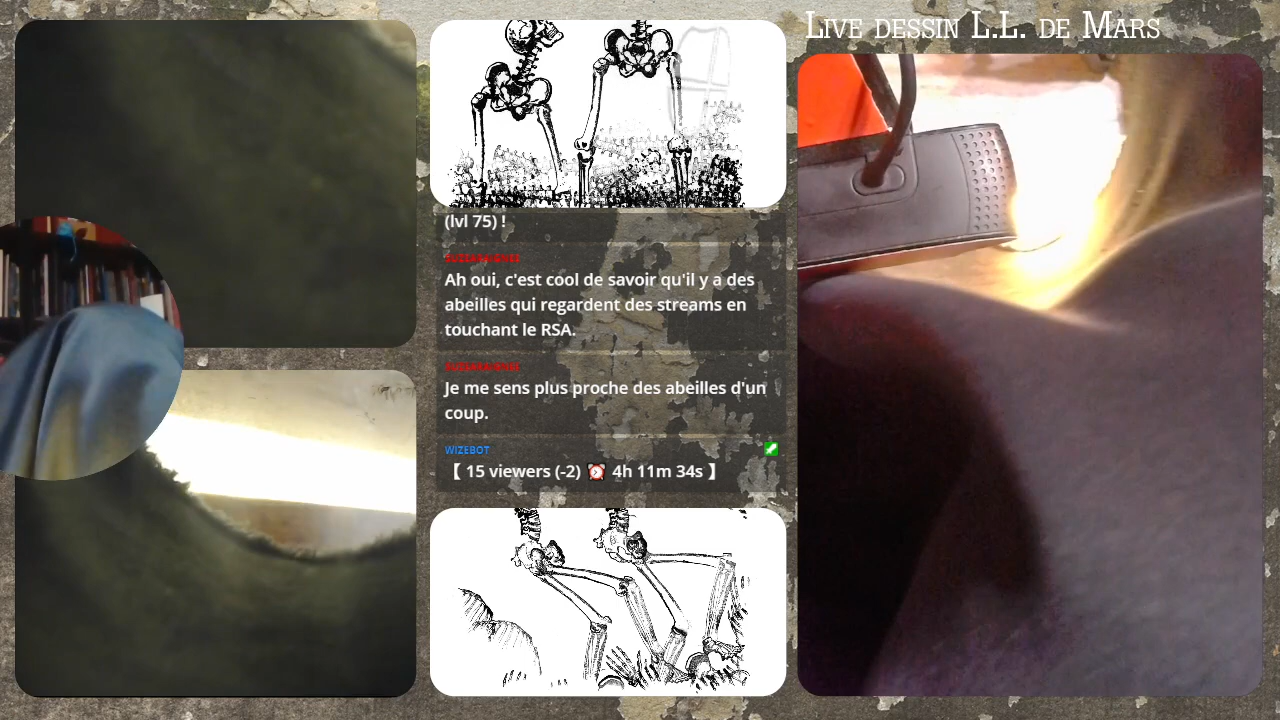 Live dessin L.L. de Mars
(lvl 75) !
Ah oui, c'est cool de savoir qu'il y a des
abeilles qui regardent des streams en
touchant le RSA.
Je me sens plus proche des abeilles d'un
coup.
WIZEBOT
【 15 viewers (-2) ⏰ 4h 11m 34s 】